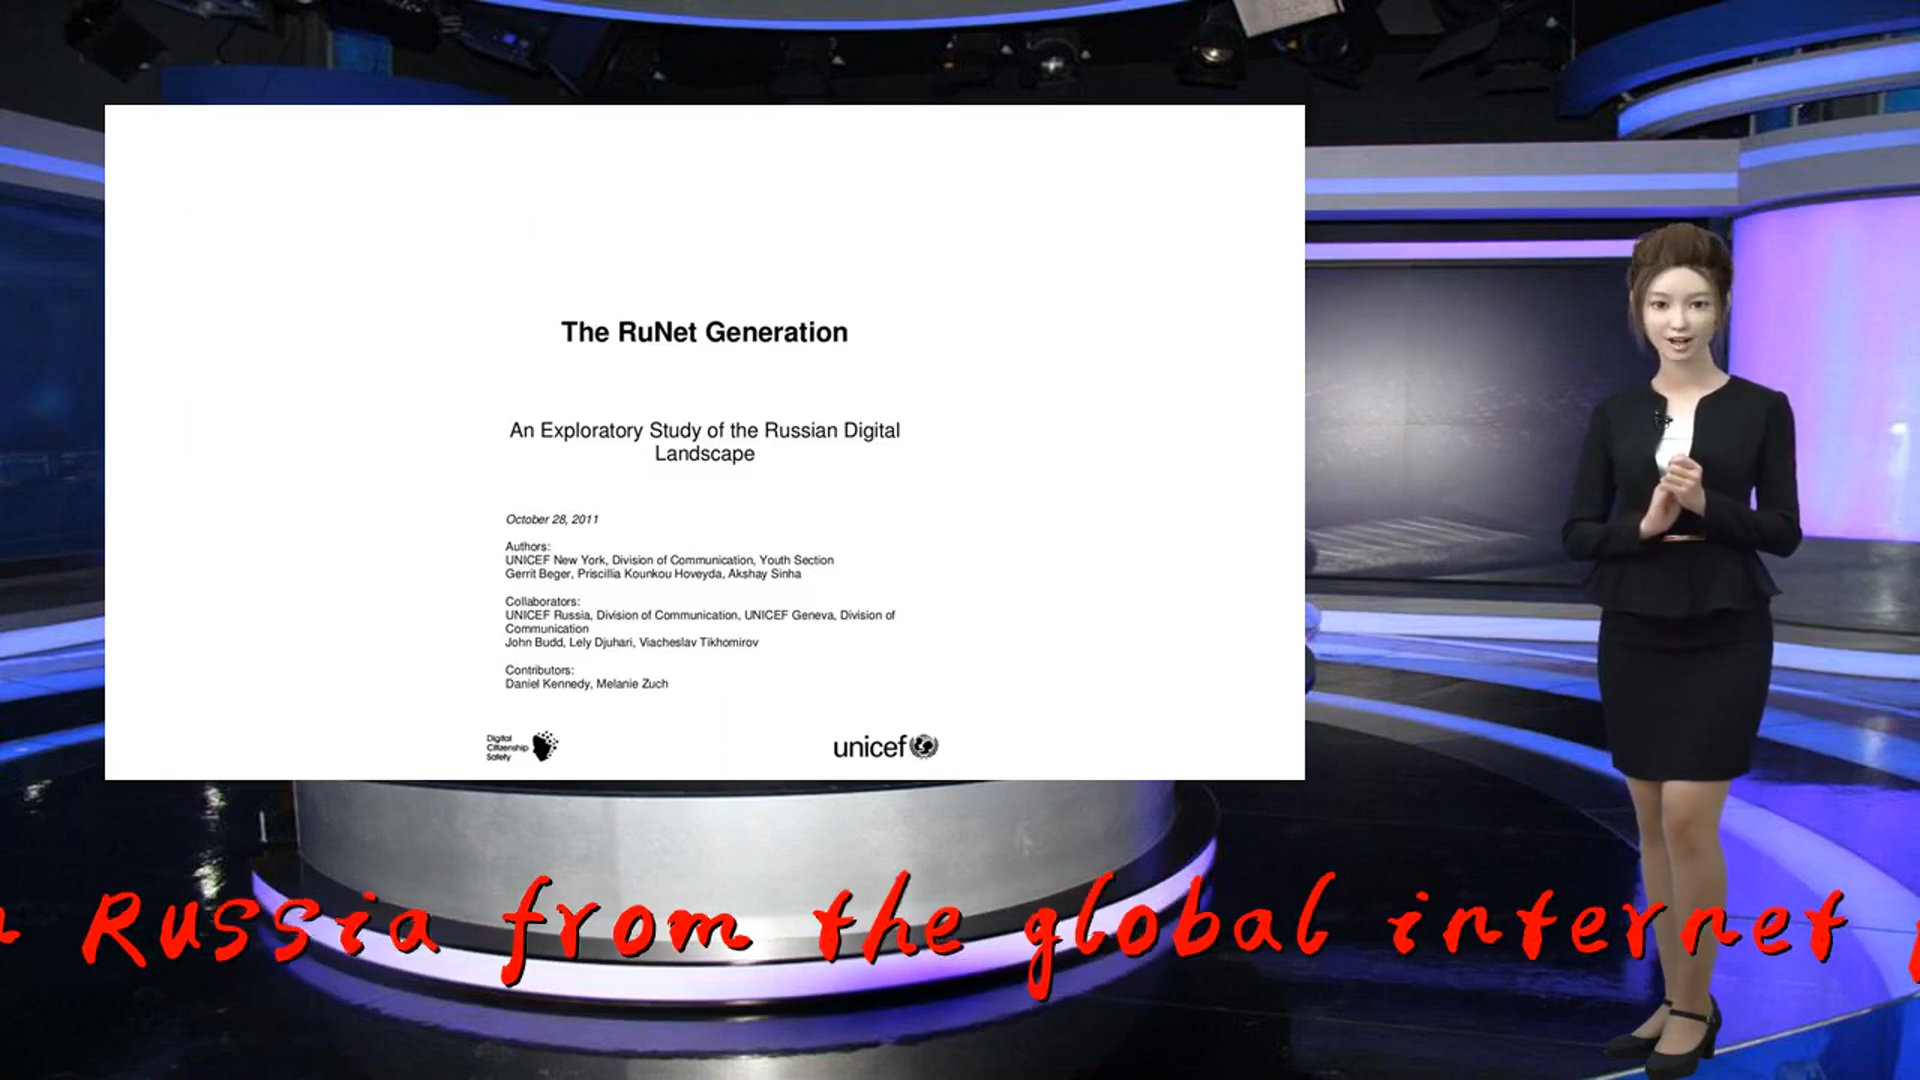 The RuNet Generation
An Exploratory Study of the Russian Digital
Landscape
October 28, 2011
Authors:
UNICEF New York, Division of Communication, Youth Section
Gerrit Beger, Priscillia Kounkou Hoveyda, Akshay Sinha
Collaborators:
UNICEF Russia, Division of Communication, UNICEF Geneva, Division of
Communication
John Budd, Lely Djuhari, Viacheslav Tikhomirov
Contributors:
Daniel Kennedy, Melanie Zuch
Digital
Citizenship
Safety
unicef
Russia from the global internet